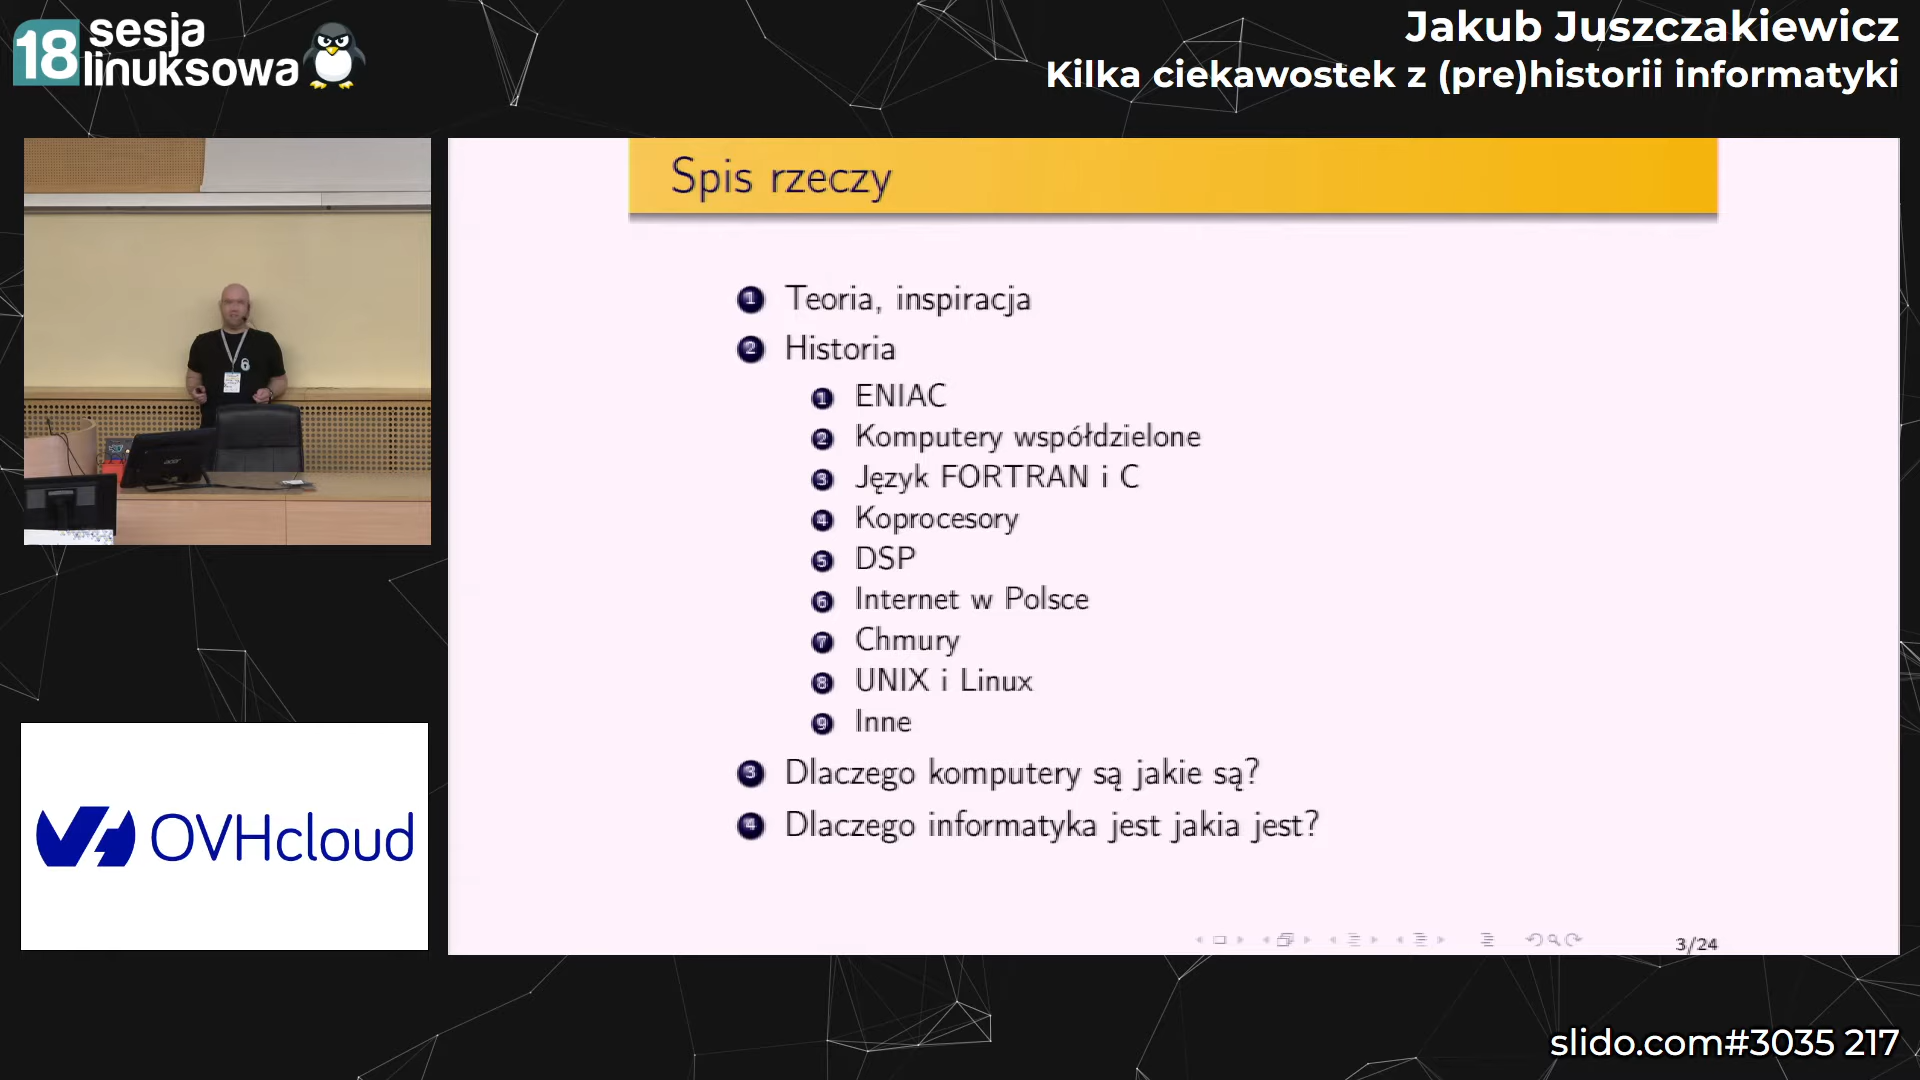 18 sesja
linuksowa
Jakub Juszczakiewicz
Kilka ciekawostek z (pre)historii informatyki
Spis rzeczy
1 Teoria, inspiracja
2 Historia
1 ENIAC
2 Komputery współdzielone
3 Język FORTRAN i C
4 Koprocesory
5 DSP
6 Internet w Polsce
7 Chmury
8 UNIX i Linux
9 Inne
3 Dlaczego komputery są jakie są?
4 Dlaczego informatyka jest jakia jest?
3/24
acer
OVHcloud
slido.com#3035 217